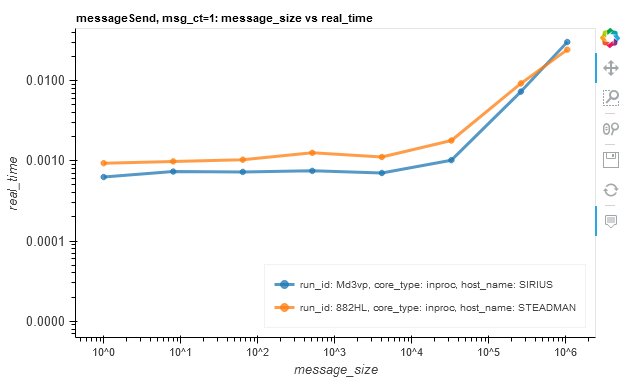 messageSend, msg_ct=1: message_size vs real_time
real_time
0.0100
0.0010
0.0001
0.0000
run_id: Md3vp, core_type: inproc, host_name: SIRIUS
run_id: 882HL, core_type: inproc, host_name: STEADMAN
10^0 10^1 10^2 10^3 10^4 10^5 10^6
message_size